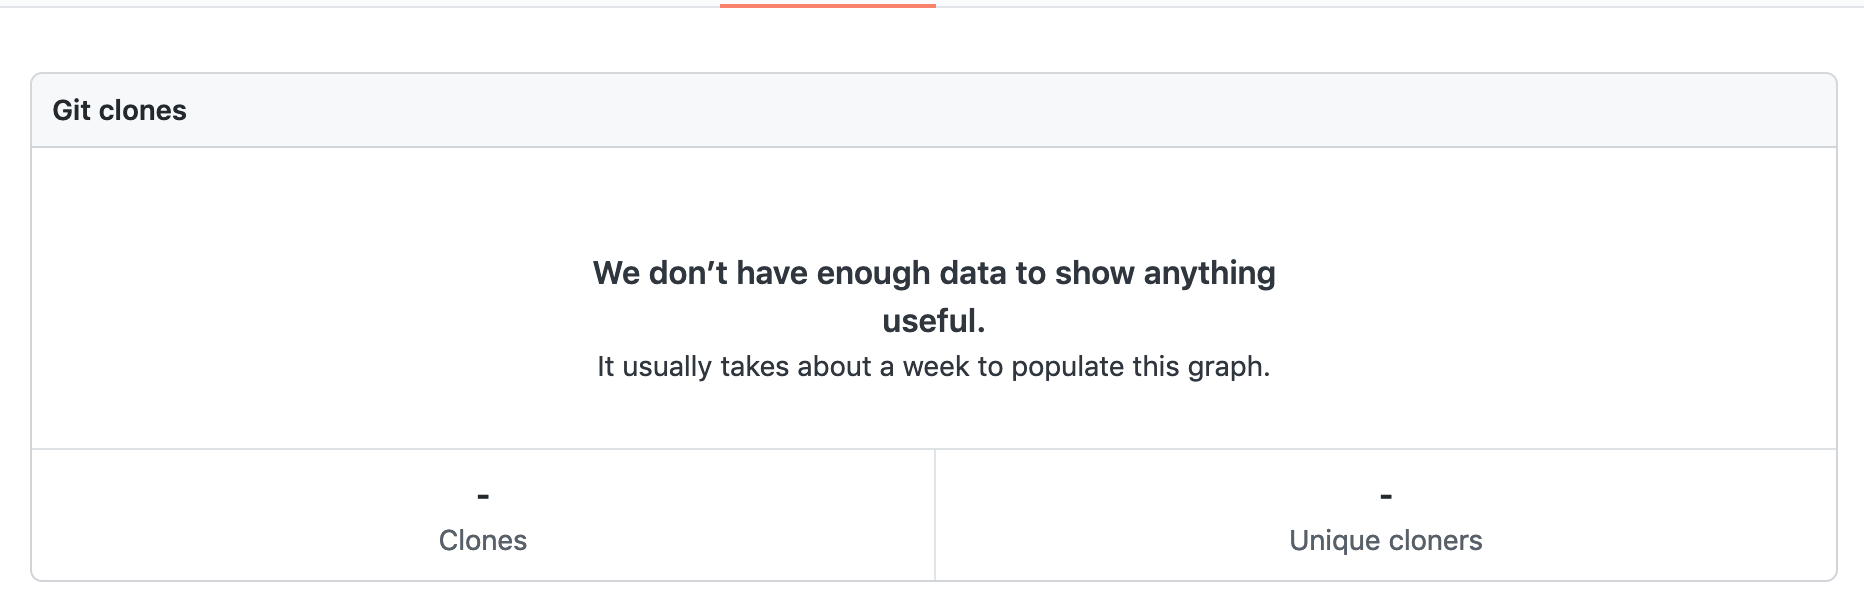 Git clones
We don’t have enough data to show anything
useful.
It usually takes about a week to populate this graph.
-
Clones
-
Unique cloners